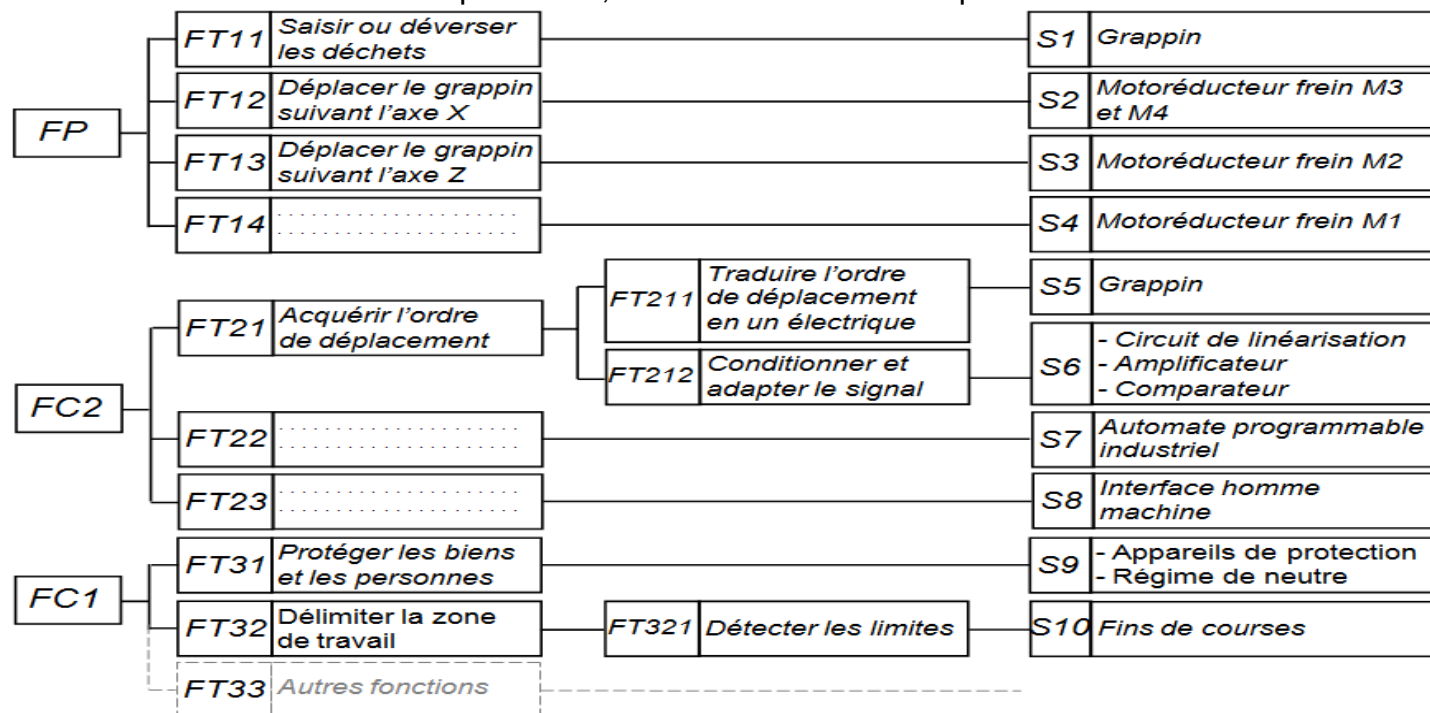 FT11
Saisir ou déverser
les déchets
S1
Grappin
FT12
Déplacer le grappin
suivant l'axe X
S2
Motoréducteur frein M3
et M4
FP
FT13
Déplacer le grappin
suivant l'axe Z
S3
Motoréducteur frein M2
FT14
. . . . . . . . . . . . . . . . . . . . .
. . . . . . . . . . . . . . . . . . . . .
S4
Motoréducteur frein M1
FT21
Acquérir l'ordre
de déplacement
FT211
Traduire l'ordre
de déplacement
en un électrique
S5
Grappin
FT212
Conditionner et
adapter le signal
S6
- Circuit de linéarisation
- Amplificateur
- Comparateur
FC2
FT22
. . . . . . . . . . . . . . . . . . . . .
. . . . . . . . . . . . . . . . . . . . .
S7
Automate programmable
industriel
FT23
. . . . . . . . . . . . . . . . . . . . .
. . . . . . . . . . . . . . . . . . . . .
S8
Interface homme
machine
FC1
FT31
Protéger les biens
et les personnes
S9
- Appareils de protection
- Régime de neutre
FT32
Délimiter la zone
de travail
FT321
Détecter les limites
S10
Fins de courses
FT33
Autres fonctions